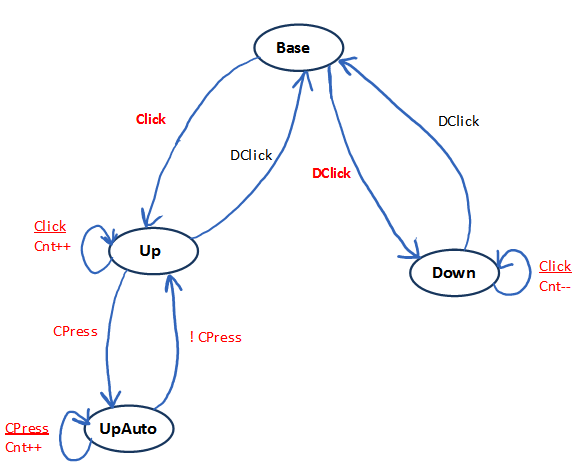 Base
Click
DClick
DClick
DClick
Click
Cnt++
Up
Down
Click
Cnt--
CPress
! CPress
CPress
Cnt++
UpAuto